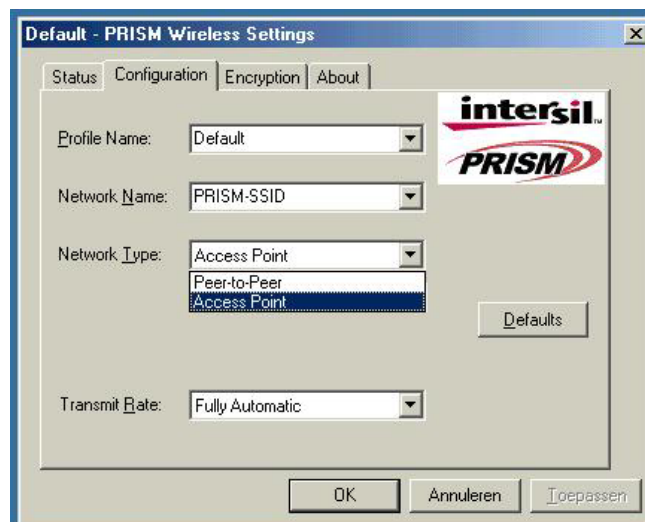 Default - PRISM Wireless Settings
Status Configuration Encryption About
intersil™
PRISM
Profile Name: Default
Network Name: PRISM-SSID
Network Type: Access Point
Peer-to-Peer
Access Point
Defaults
Transmit Rate: Fully Automatic
OK Annuleren Toepassen